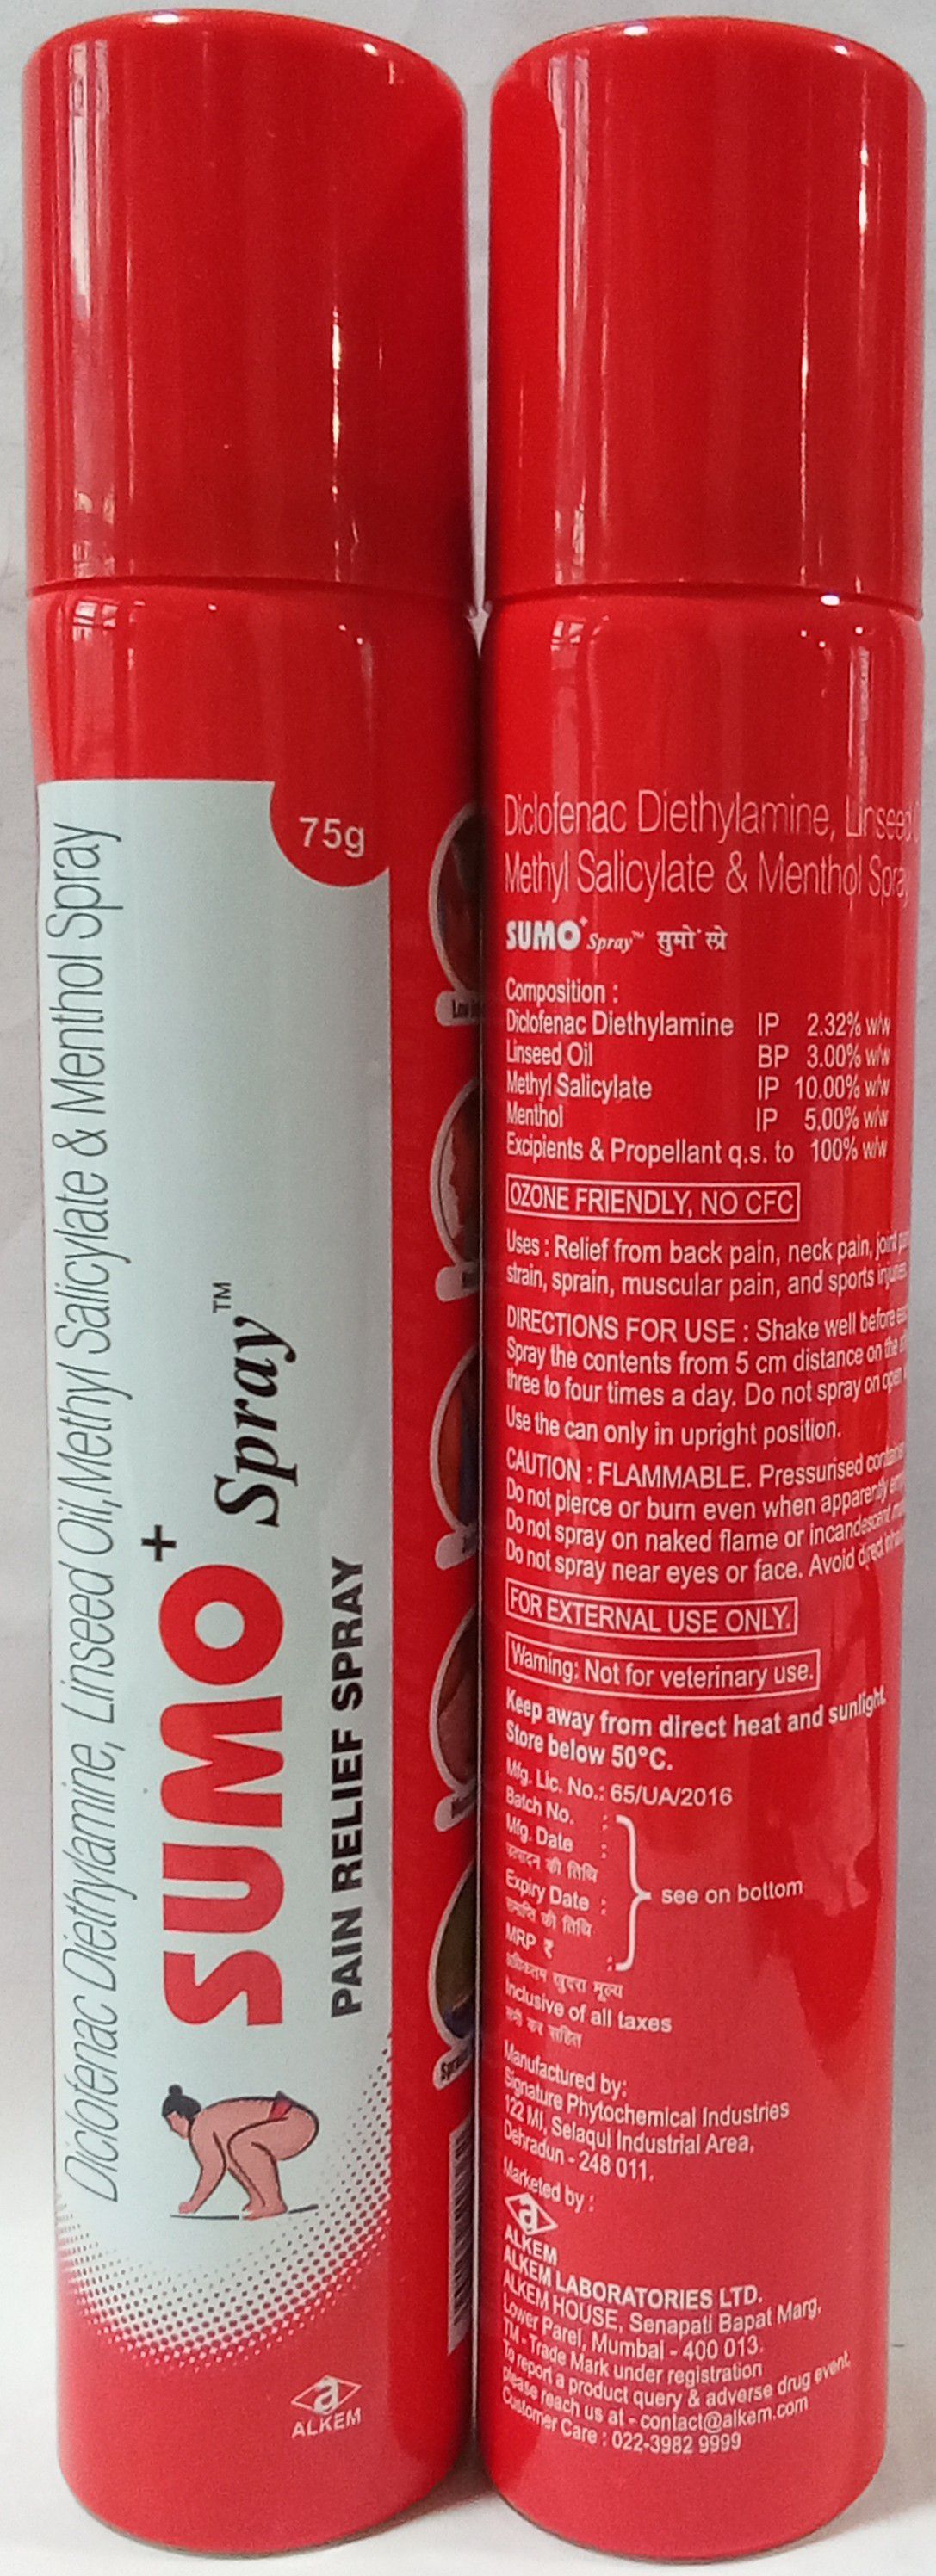 75g
Diclofenac Diethylamine, Linseed Oil,Methyl Salicylate & Menthol Spray
SUMO+ Spray™
PAIN RELIEF SPRAY
ALKEM
Diclofenac Diethylamine, Linseed
Methyl Salicylate & Menthol Spray
SUMO+ Spray™ सुमो+ स्प्रे
Composition :
Diclofenac Diethylamine IP 2.32% w/w
Linseed Oil BP 3.00% w/w
Methyl Salicylate IP 10.00% w/w
Menthol IP 5.00% w/w
Excipients & Propellant q.s. to 100% w/w
OZONE FRIENDLY, NO CFC
Uses : Relief from back pain, neck pain, joint
strain, sprain, muscular pain, and sports
DIRECTIONS FOR USE : Shake well before
Spray the contents from 5 cm distance on the
three to four times a day. Do not spray on open
Use the can only in upright position.
CAUTION : FLAMMABLE. Pressurised
Do not pierce or burn even when apparently
Do not spray on naked flame or incandescent
Do not spray near eyes or face. Avoid direct
FOR EXTERNAL USE ONLY.
Warning: Not for veterinary use.
Keep away from direct heat and sunlight.
Store below 50°C.
Mfg. Lic. No.: 65/UA/2016
Batch No. :
Mfg. Date :
उत्पादन की तिथि
Expiry Date :
समाप्ति की तिथि
see on bottom
MRP ₹ :
अधिकतम खुदरा मूल्य
Inclusive of all taxes
सभी कर सहित
Manufactured by:
Signature Phytochemical Industries
122 MI, Selaqui Industrial Area,
Dehradun - 248 011.
Marketed by :
ALKEM
ALKEM LABORATORIES LTD.
ALKEM HOUSE, Senapati Bapat Marg,
Lower Parel, Mumbai - 400 013.
TM - Trade Mark under registration
To report a product query & adverse drug event,
please reach us at - contact@alkem.com
Customer Care : 022-3982 9999